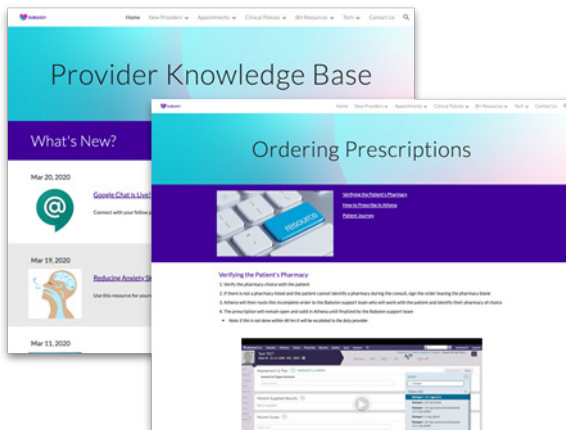 babylon
Home New Providers Appointments Clinical Policies BH Resources Tech Contact Us
Provider Knowledge Base
What's New?
Mar 20, 2020
Google Chat is Live!
Connect with your fellow
Mar 19, 2020
Reducing Anxiety
Use this resource for
Mar 11, 2020
babylon
Home New Providers Appointments Clinical Policies BH Resources Tech Contact Us
Ordering Prescriptions
resource
Verifying the Patient's Pharmacy
How to Prescribe in Athena
Patient Journey
Verifying the Patient's Pharmacy
1. Verify the pharmacy choice with the patient
2. If there is not a pharmacy listed and the patient cannot identify a pharmacy during the consult, sign the order leaving the pharmacy blank
3. Athena will then route this incomplete order to the Babylon support team who will work with the patient and identify their pharmacy of choice
4. The prescription will remain open and valid in Athena until finalized by the Babylon support team
Note: if this is not done within 48 hrs it will be escalated to the duty provider